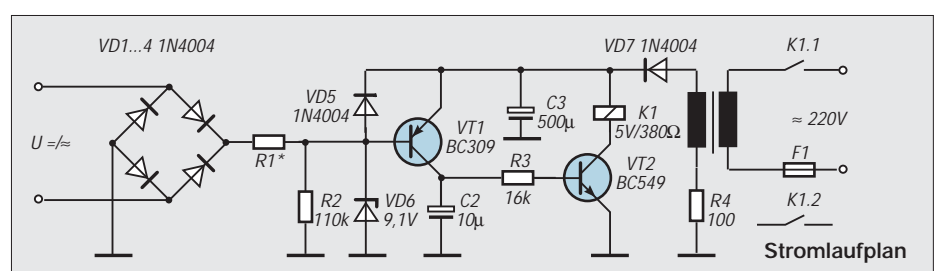 VD1...4 1N4004
VD7 1N4004
K1.1
VD5
1N4004
C3
500µ
K1
5V/380Ω
≈ 220V
U =/≈
R1*
VT1
BC309
R3
16k
VT2
BC549
F1
R2
110k
VD6
9,1V
C2
10µ
R4
100
K1.2
Stromlaufplan